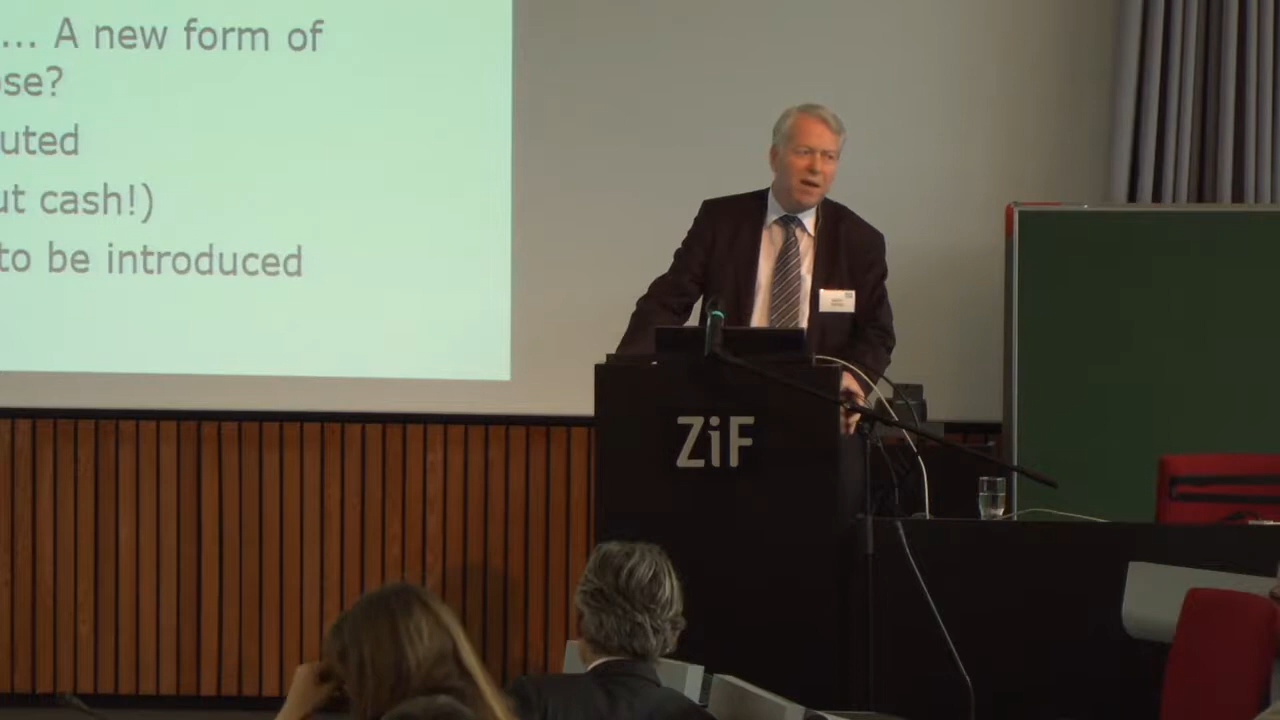 ... A new form of
ose?
uted
ut cash!)
to be introduced
ZiF